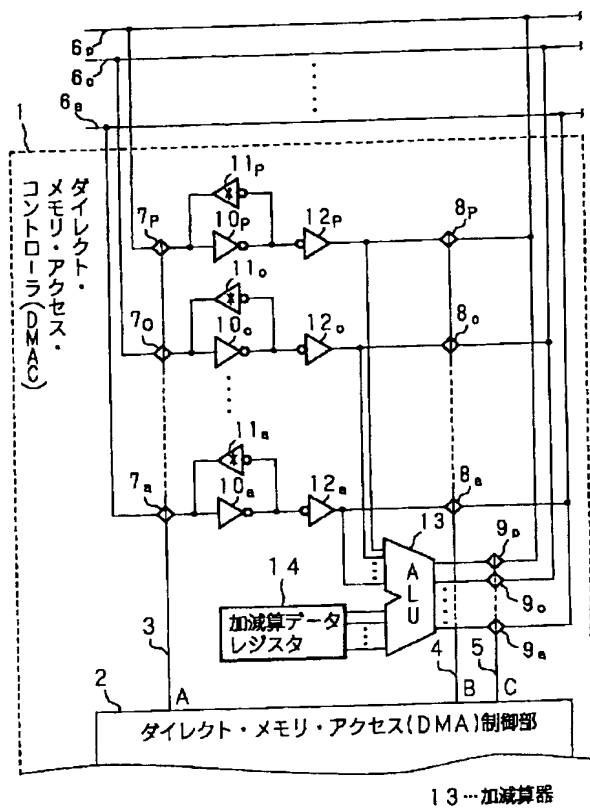 6p
6o
6a
1
ダイレクト・
メモリ・アクセス・
コントローラ(DMAC)
11p
7p
10p
12p
8p
11o
7o
10o
12o
8o
11a
7a
10a
12a
8a
13
9p
ALU
9o
14
加減算データ
レジスタ
9a
3
4
5
2
A
B
C
ダイレクト・メモリ・アクセス(DMA)制御部
13…加減算器